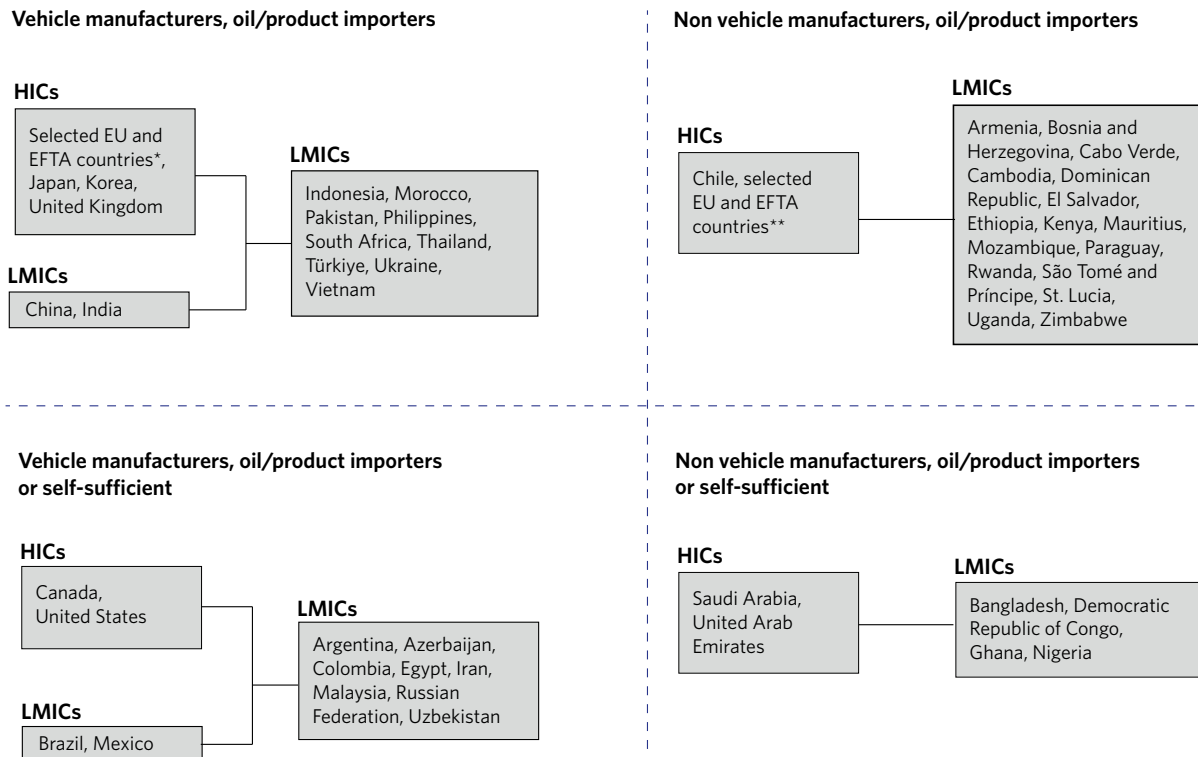 Vehicle manufacturers, oil/product importers
HICs
Selected EU and
EFTA countries*,
Japan, Korea,
United Kingdom
LMICs
China, India
LMICs
Indonesia, Morocco,
Pakistan, Philippines,
South Africa, Thailand,
Türkiye, Ukraine,
Vietnam
Non vehicle manufacturers, oil/product importers
HICs
Chile, selected
EU and EFTA
countries**
LMICs
Armenia, Bosnia and
Herzegovina, Cabo Verde,
Cambodia, Dominican
Republic, El Salvador,
Ethiopia, Kenya, Mauritius,
Mozambique, Paraguay,
Rwanda, São Tomé and
Príncipe, St. Lucia,
Uganda, Zimbabwe
Vehicle manufacturers, oil/product importers
or self-sufficient
HICs
Canada,
United States
LMICs
Brazil, Mexico
LMICs
Argentina, Azerbaijan,
Colombia, Egypt, Iran,
Malaysia, Russian
Federation, Uzbekistan
Non vehicle manufacturers, oil/product importers
or self-sufficient
HICs
Saudi Arabia,
United Arab
Emirates
LMICs
Bangladesh, Democratic
Republic of Congo,
Ghana, Nigeria